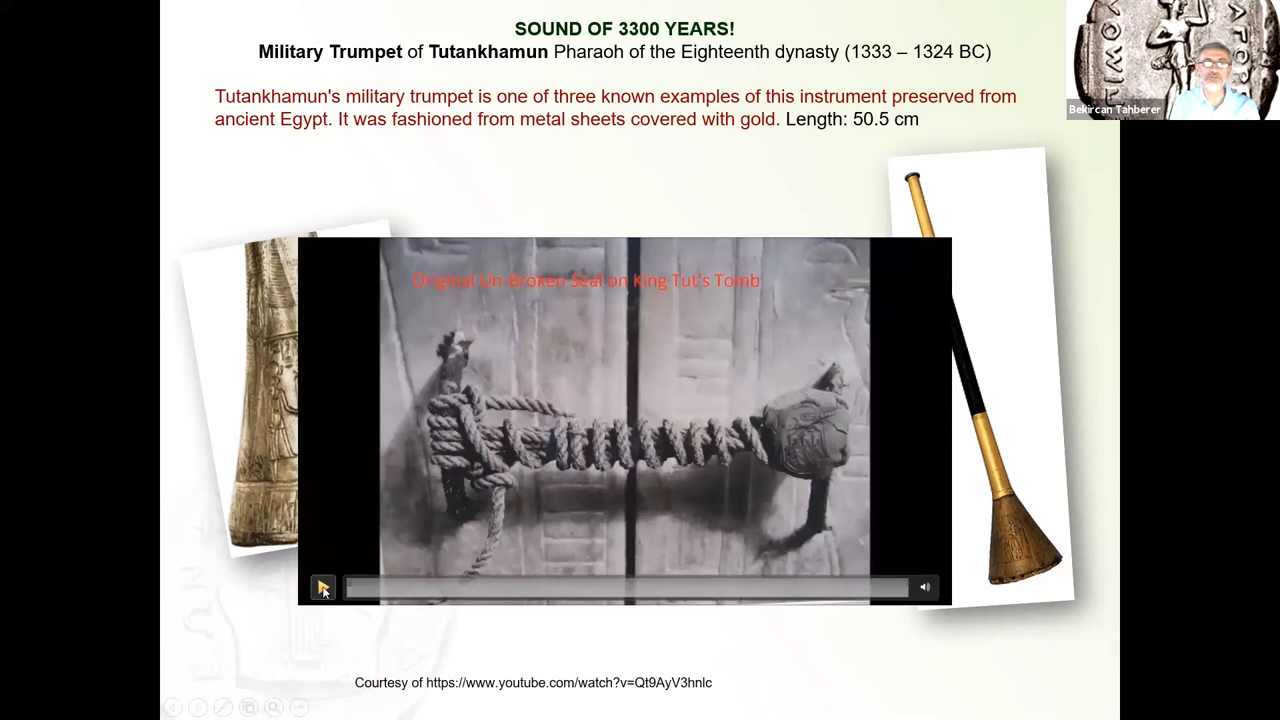 SOUND OF 3300 YEARS!
Military Trumpet of Tutankhamun Pharaoh of the Eighteenth dynasty (1333 – 1324 BC)
Tutankhamun's military trumpet is one of three known examples of this instrument preserved from
ancient Egypt. It was fashioned from metal sheets covered with gold. Length: 50.5 cm
Bekircan Tahberer
Original Un-Broken Seal on King Tut's Tomb
Courtesy of https://www.youtube.com/watch?v=Qt9AyV3hnlc